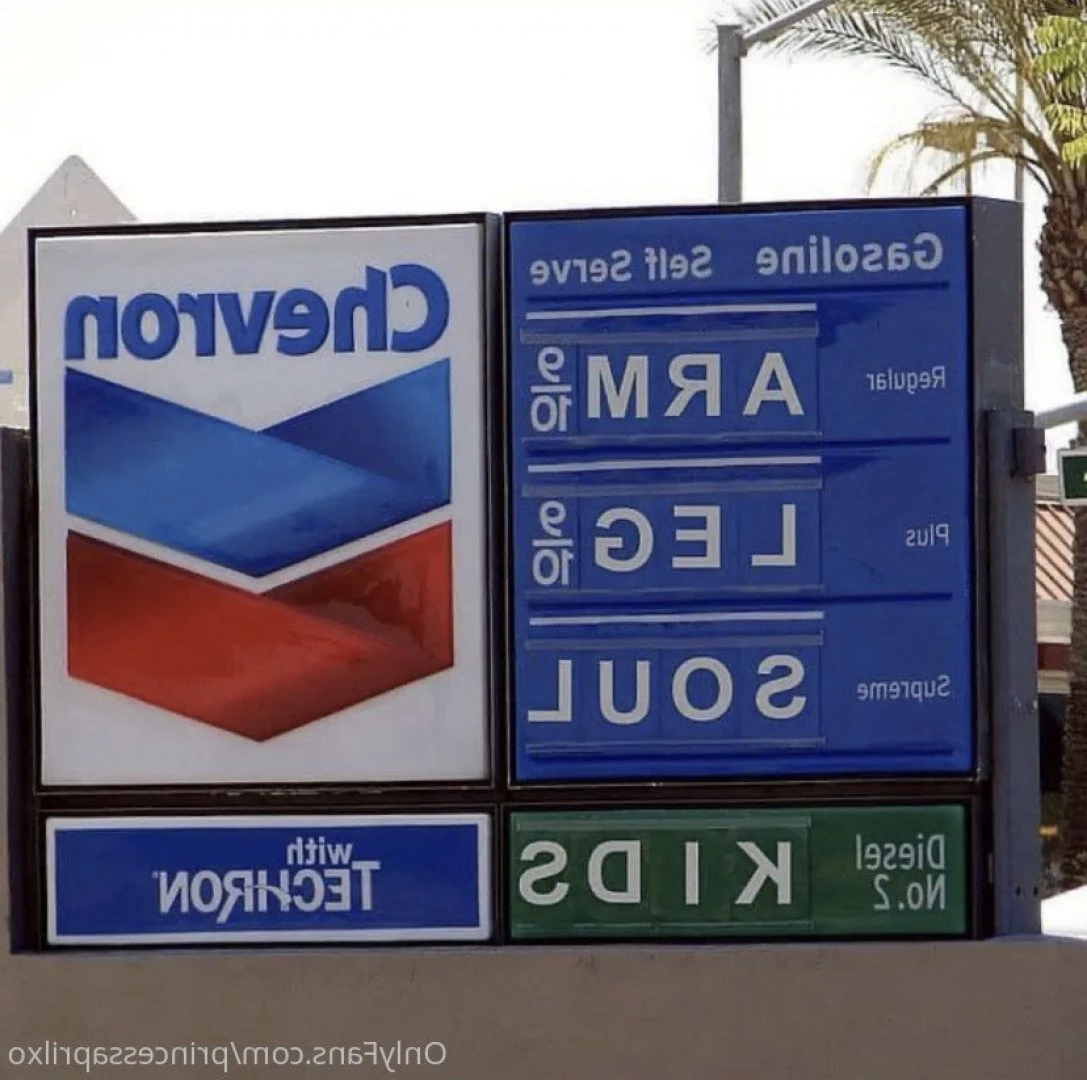 Chevron
with
TECHRON
Gasoline Self Serve
Regular ARM 9/10
Plus LEG 9/10
Supreme SOUL
Diesel
No.2
KIDS
OnlyFans.com/princessaprilxo